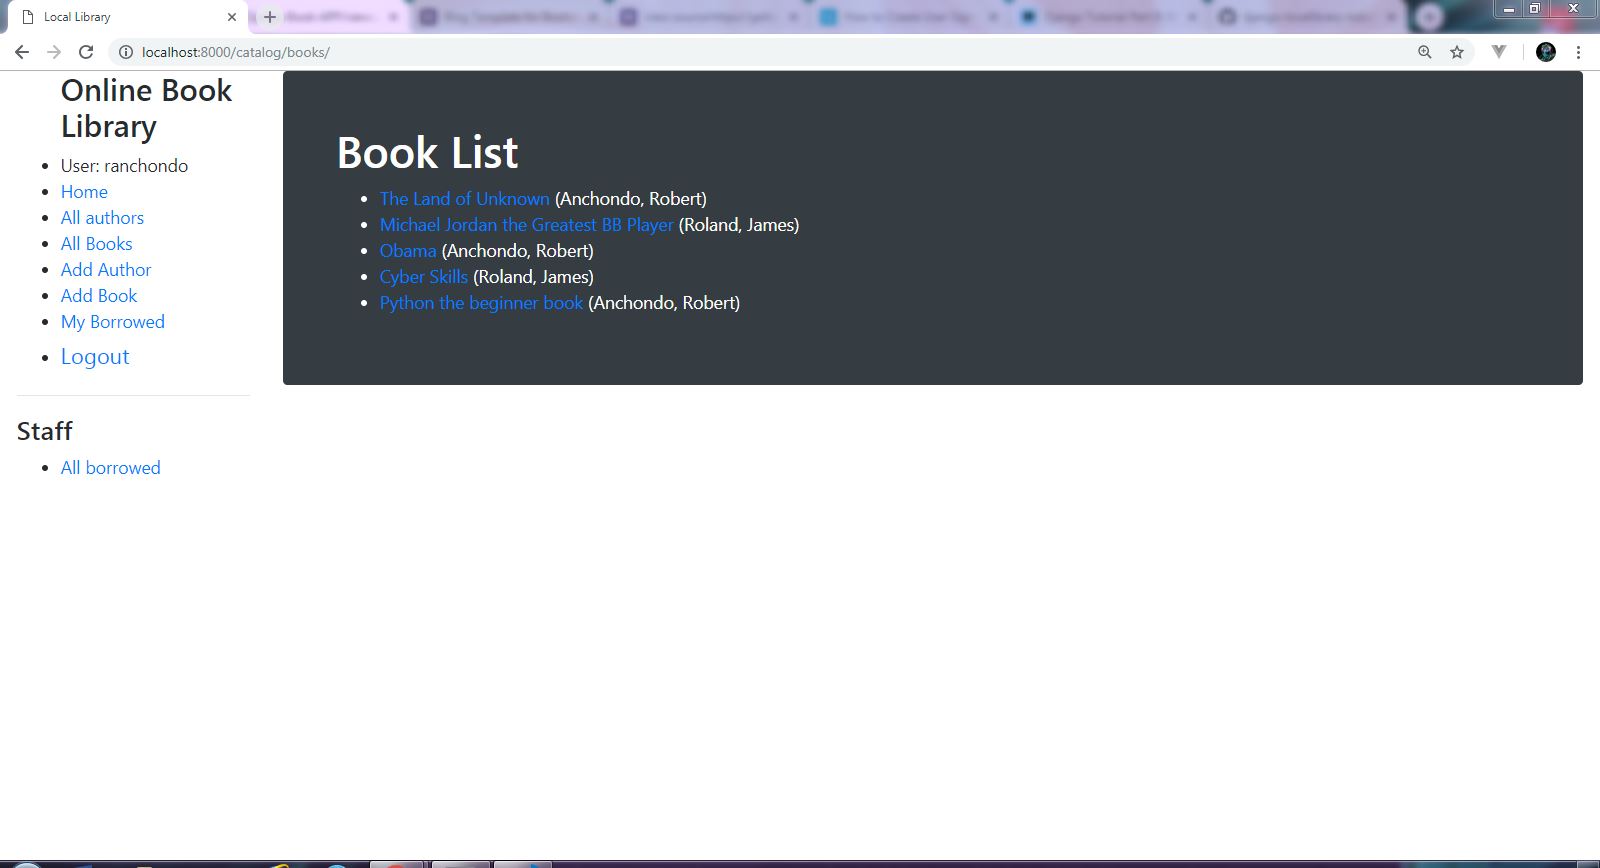 Local Library
localhost:8000/catalog/books/
Online Book
Library
User: ranchondo
Home
All authors
All Books
Add Author
Add Book
My Borrowed
Logout
Staff
All borrowed
Book List
The Land of Unknown (Anchondo, Robert)
Michael Jordan the Greatest BB Player (Roland, James)
Obama (Anchondo, Robert)
Cyber Skills (Roland, James)
Python the beginner book (Anchondo, Robert)